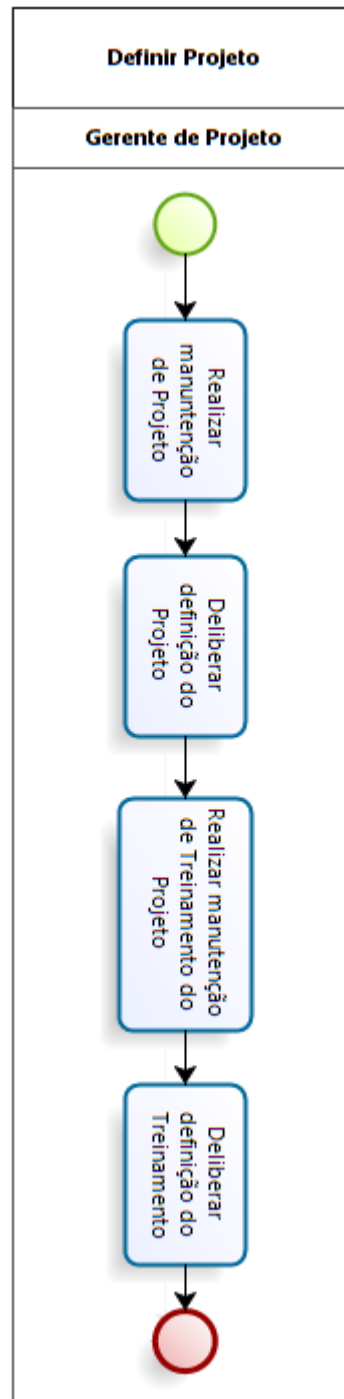 Definir Projeto
Gerente de Projeto
Realizar
manuntenção
de Projeto
Deliberar
definição do
Projeto
Realizar manutenção
de Treinamento do
Projeto
Deliberar
definição do
Treinamento